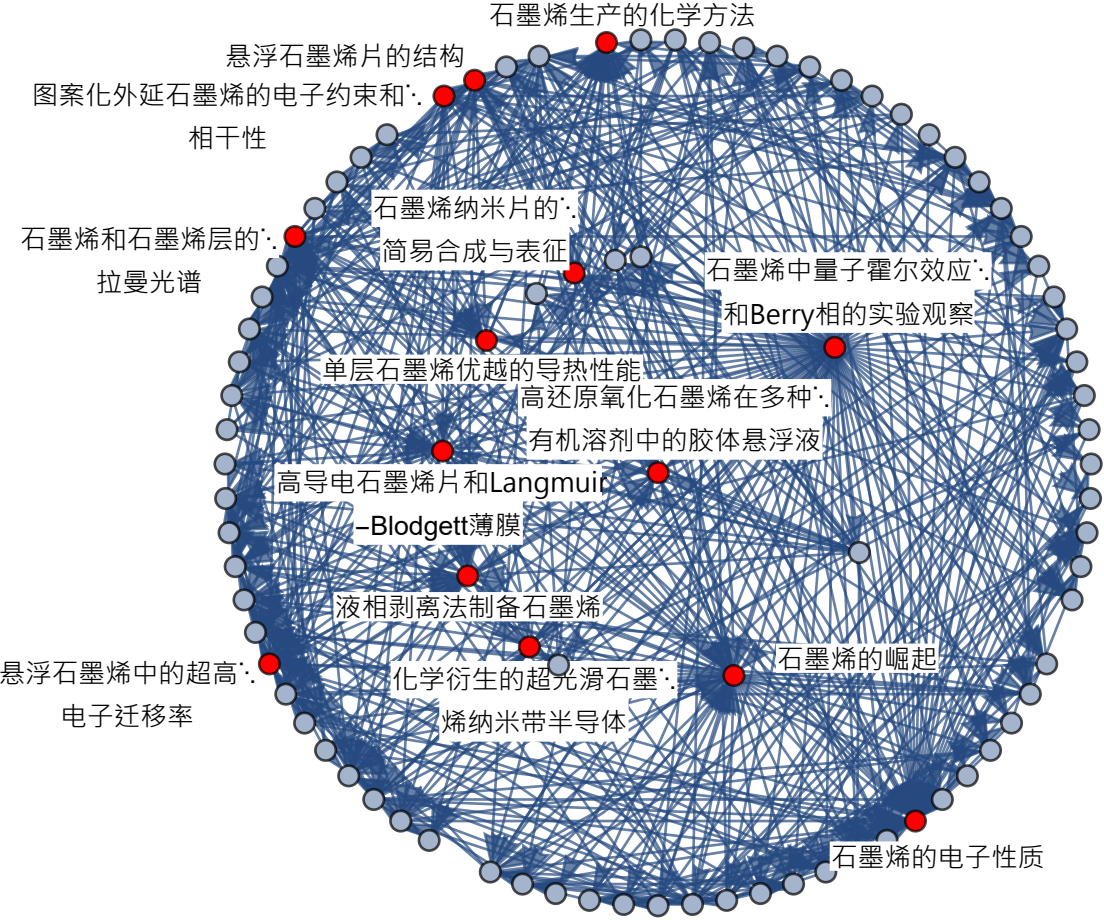 石墨烯生产的化学方法
悬浮石墨烯片的结构
图案化外延石墨烯的电子约束和⋱
相干性
石墨烯纳米片的⋱
简易合成与表征
石墨烯和石墨烯层的⋱
拉曼光谱
石墨烯中量子霍尔效应⋱
和Berry相的实验观察
单层石墨烯优越的导热性能
高还原氧化石墨烯在多种⋱
有机溶剂中的胶体悬浮液
高导电石墨烯片和Langmuir
–Blodgett薄膜
液相剥离法制备石墨烯
石墨烯的崛起
悬浮石墨烯中的超高⋱
电子迁移率
化学衍生的超光滑石墨⋱
烯纳米带半导体
石墨烯的电子性质